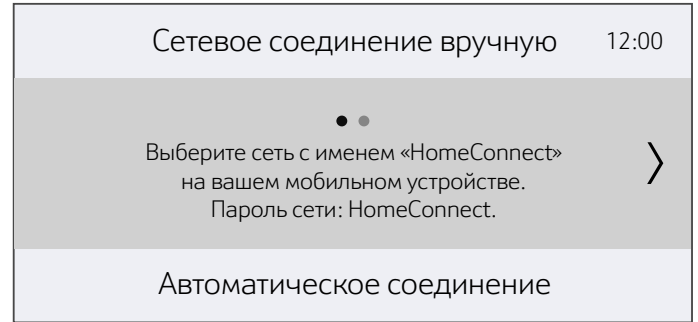 Сетевое соединение вручную 12:00
Выберите сеть с именем «HomeConnect»
на вашем мобильном устройстве.
Пароль сети: HomeConnect.
Автоматическое соединение